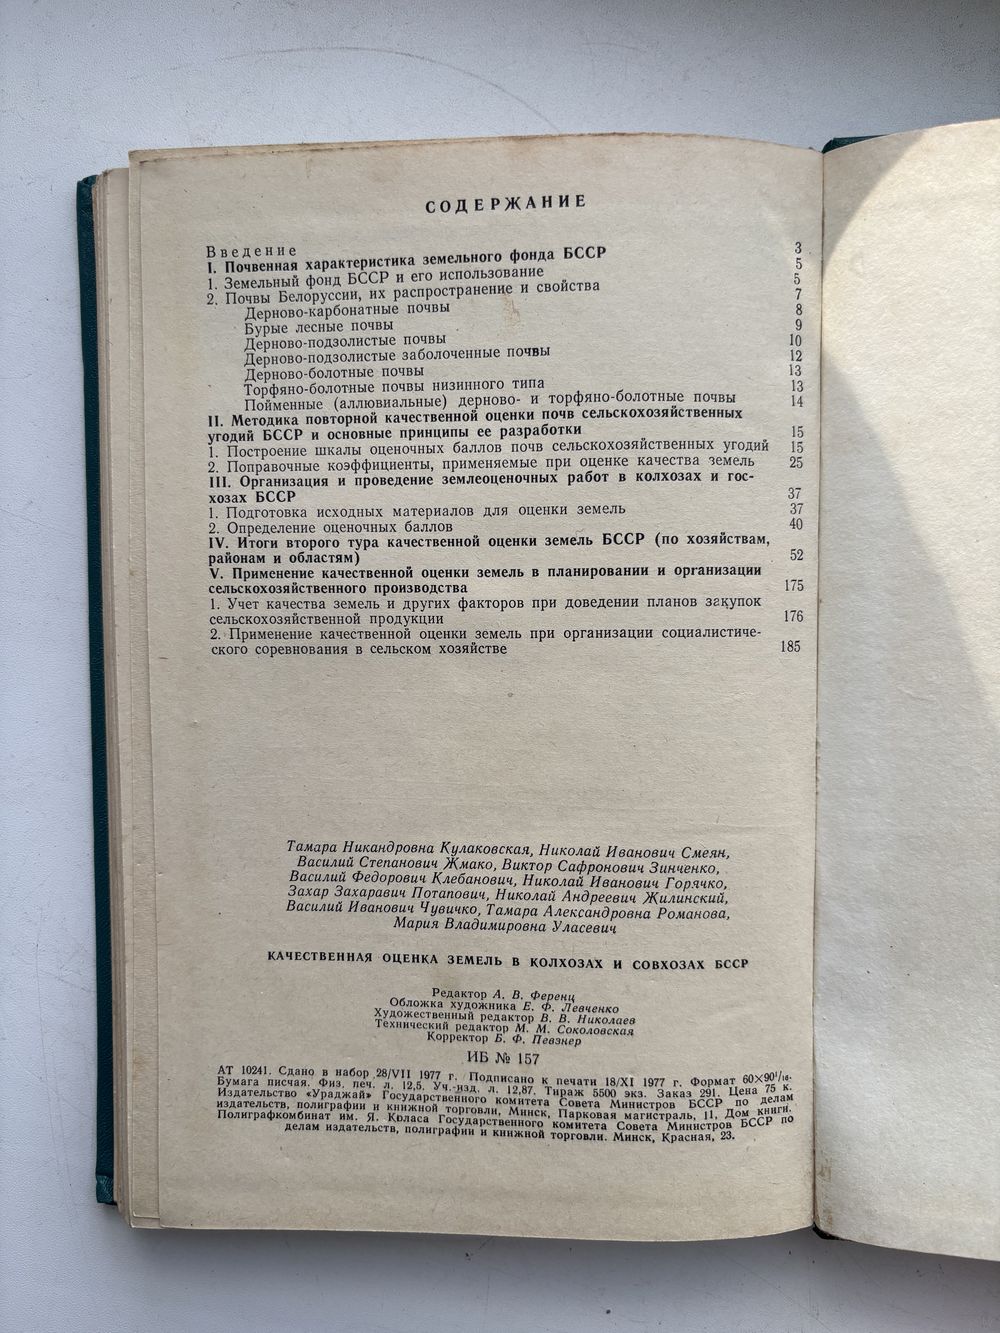 СОДЕРЖАНИЕ
Введение 3
I. Почвенная характеристика земельного фонда БССР 5
1. Земельный фонд БССР и его использование 5
2. Почвы Белоруссии, их распространение и свойства 7
Дерново-карбонатные почвы 8
Бурые лесные почвы 9
Дерново-подзолистые почвы 10
Дерново-подзолистые заболоченные почвы 12
Дерново-болотные почвы 13
Торфяно-болотные почвы низинного типа 13
Пойменные (аллювиальные) дерново- и торфяно-болотные почвы 14
II. Методика повторной качественной оценки почв сельскохозяйственных
угодий БССР и основные принципы ее разработки 15
1. Построение шкалы оценочных баллов почв сельскохозяйственных угодий 15
2. Поправочные коэффициенты, применяемые при оценке качества земель 25
III. Организация и проведение землеоценочных работ в колхозах и гос-
хозах БССР 37
1. Подготовка исходных материалов для оценки земель 37
2. Определение оценочных баллов 40
IV. Итоги второго тура качественной оценки земель БССР (по хозяйствам,
районам и областям) 52
V. Применение качественной оценки земель в планировании и организации
сельскохозяйственного производства 175
1. Учет качества земель и других факторов при доведении планов закупок
сельскохозяйственной продукции 176
2. Применение качественной оценки земель при организации социалистиче-
ского соревнования в сельском хозяйстве 185
Тамара Никандровна Кулаковская, Николай Иванович Смеян,
Василий Степанович Жмако, Виктор Сафронович Зинченко,
Василий Федорович Клебанович, Николай Иванович Горячко,
Захар Захаравич Потапович, Николай Андреевич Жилинский,
Василий Иванович Чувичко, Тамара Александровна Романова,
Мария Владимировна Уласевич
КАЧЕСТВЕННАЯ ОЦЕНКА ЗЕМЕЛЬ В КОЛХОЗАХ И СОВХОЗАХ БССР
Редактор А. В. Ференц
Обложка художника Е. Ф. Левченко
Художественный редактор В. В. Николаев
Технический редактор М. М. Соколовская
Корректор Б. Ф. Певзнер
ИБ № 157
АТ 10241. Сдано в набор 28/VII 1977 г. Подписано к печати 18/XI 1977 г. Формат 60×90¹/₁₆.
Бумага писчая. Физ. печ. л. 12,5. Уч.-изд. л. 12,87. Тираж 5500 экз. Заказ 291. Цена 75 к.
Издательство «Ураджай» Государственного комитета Совета Министров БССР по делам
издательств, полиграфии и книжной торговли, Минск, Парковая магистраль, 11, Дом книги.
Полиграфкомбинат им. Я. Коласа Государственного комитета Совета Министров БССР по
делам издательств, полиграфии и книжной торговли. Минск, Красная, 23.